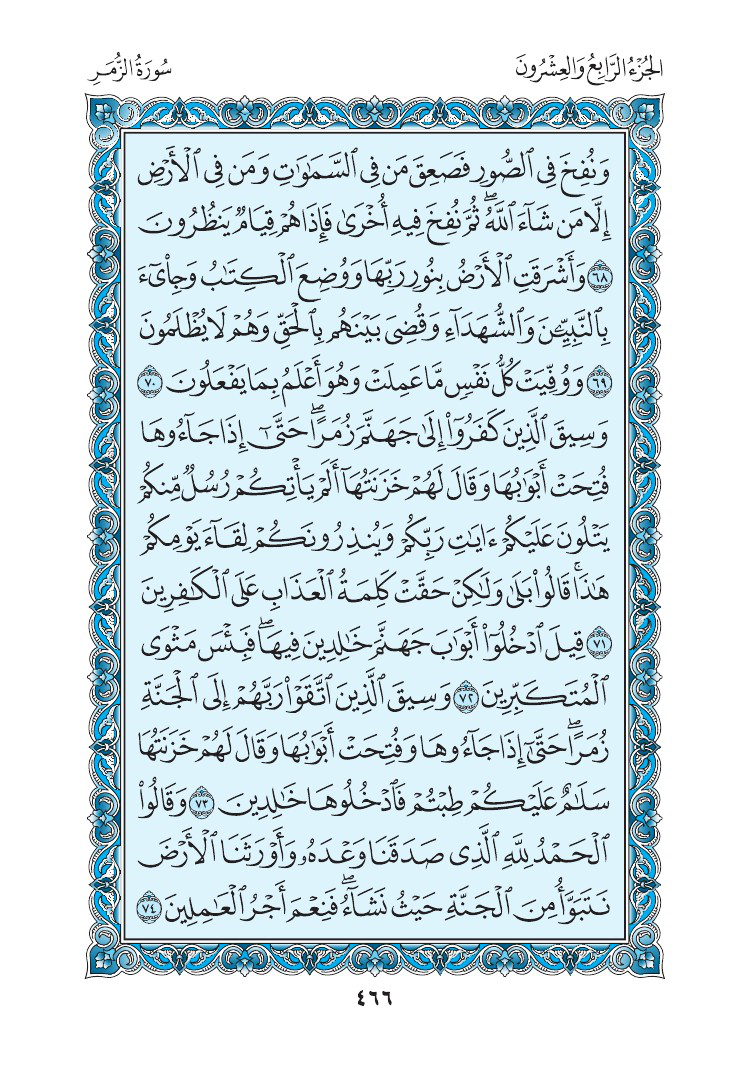 الجُزْءُ الرَّابِعُ وَالعِشْرُونَ
سُورَةُ الزُّمَرِ
وَنُفِخَ فِي ٱلصُّورِ فَصَعِقَ مَن فِي ٱلسَّمَٰوَٰتِ وَمَن فِي ٱلْأَرْضِ
إِلَّا مَن شَآءَ ٱللَّهُۖ ثُمَّ نُفِخَ فِيهِ أُخْرَىٰ فَإِذَا هُمْ قِيَامٌ يَنظُرُونَ
٦٨ وَأَشْرَقَتِ ٱلْأَرْضُ بِنُورِ رَبِّهَا وَوُضِعَ ٱلْكِتَٰبُ وَجِا۟يٓءَ
بِٱلنَّبِيِّـۧنَ وَٱلشُّهَدَآءِ وَقُضِيَ بَيْنَهُم بِٱلْحَقِّ وَهُمْ لَا يُظْلَمُونَ
٦٩ وَوُفِّيَتْ كُلُّ نَفْسٍ مَّا عَمِلَتْ وَهُوَ أَعْلَمُ بِمَا يَفْعَلُونَ ٧٠
وَسِيقَ ٱلَّذِينَ كَفَرُوٓا۟ إِلَىٰ جَهَنَّمَ زُمَرًاۖ حَتَّىٰٓ إِذَا جَآءُوهَا
فُتِحَتْ أَبْوَٰبُهَا وَقَالَ لَهُمْ خَزَنَتُهَآ أَلَمْ يَأْتِكُمْ رُسُلٌ مِّنكُمْ
يَتْلُونَ عَلَيْكُمْ ءَايَٰتِ رَبِّكُمْ وَيُنذِرُونَكُمْ لِقَآءَ يَوْمِكُمْ
هَٰذَاۚ قَالُوا۟ بَلَىٰ وَلَٰكِنْ حَقَّتْ كَلِمَةُ ٱلْعَذَابِ عَلَى ٱلْكَٰفِرِينَ
٧١ قِيلَ ٱدْخُلُوٓا۟ أَبْوَٰبَ جَهَنَّمَ خَٰلِدِينَ فِيهَاۖ فَبِئْسَ مَثْوَى
ٱلْمُتَكَبِّرِينَ ٧٢ وَسِيقَ ٱلَّذِينَ ٱتَّقَوْا۟ رَبَّهُمْ إِلَى ٱلْجَنَّةِ
زُمَرًاۖ حَتَّىٰٓ إِذَا جَآءُوهَا وَفُتِحَتْ أَبْوَٰبُهَا وَقَالَ لَهُمْ خَزَنَتُهَا
سَلَٰمٌ عَلَيْكُمْ طِبْتُمْ فَٱدْخُلُوهَا خَٰلِدِينَ ٧٣ وَقَالُوا۟
ٱلْحَمْدُ لِلَّهِ ٱلَّذِي صَدَقَنَا وَعْدَهُۥ وَأَوْرَثَنَا ٱلْأَرْضَ
نَتَبَوَّأُ مِنَ ٱلْجَنَّةِ حَيْثُ نَشَآءُۖ فَنِعْمَ أَجْرُ ٱلْعَٰمِلِينَ ٧٤
٤٦٦